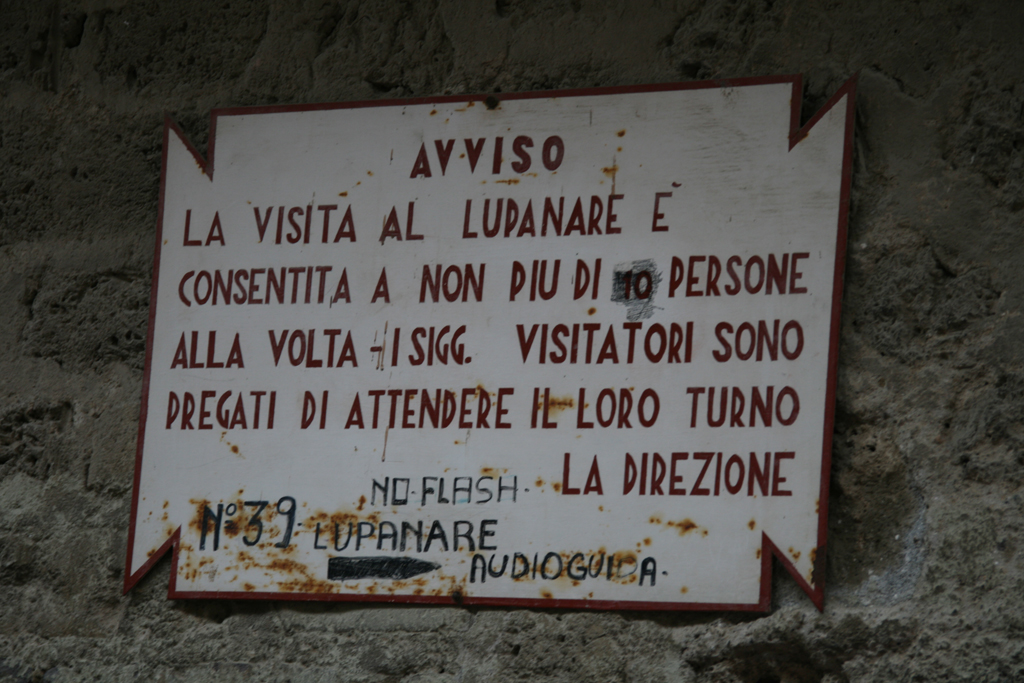 AVVISO
LA VISITA AL LUPANARE È
CONSENTITA A NON PIU DI 10 PERSONE
ALLA VOLTA - I SIGG. VISITATORI SONO
PREGATI DI ATTENDERE IL LORO TURNO
LA DIREZIONE
NO-FLASH-
N° 39- LUPANARE
AUDIOGUIDA.